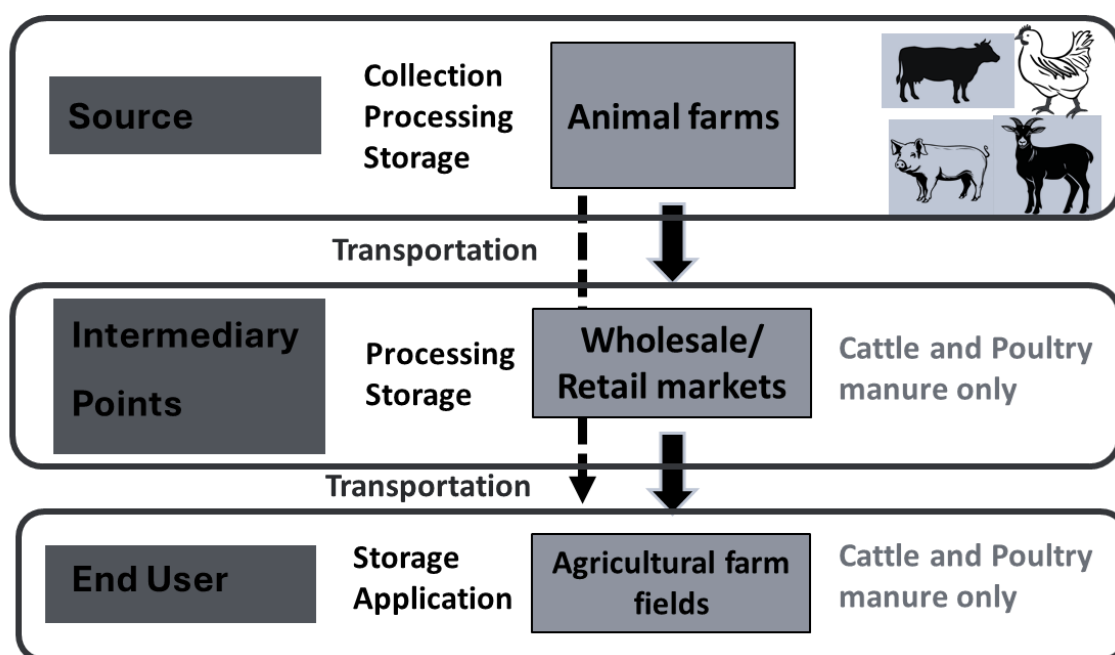 Source
Collection
Processing
Storage
Animal farms
Transportation
Intermediary
Points
Processing
Storage
Wholesale/
Retail markets
Cattle and Poultry
manure only
Transportation
End User
Storage
Application
Agricultural farm
fields
Cattle and Poultry
manure only